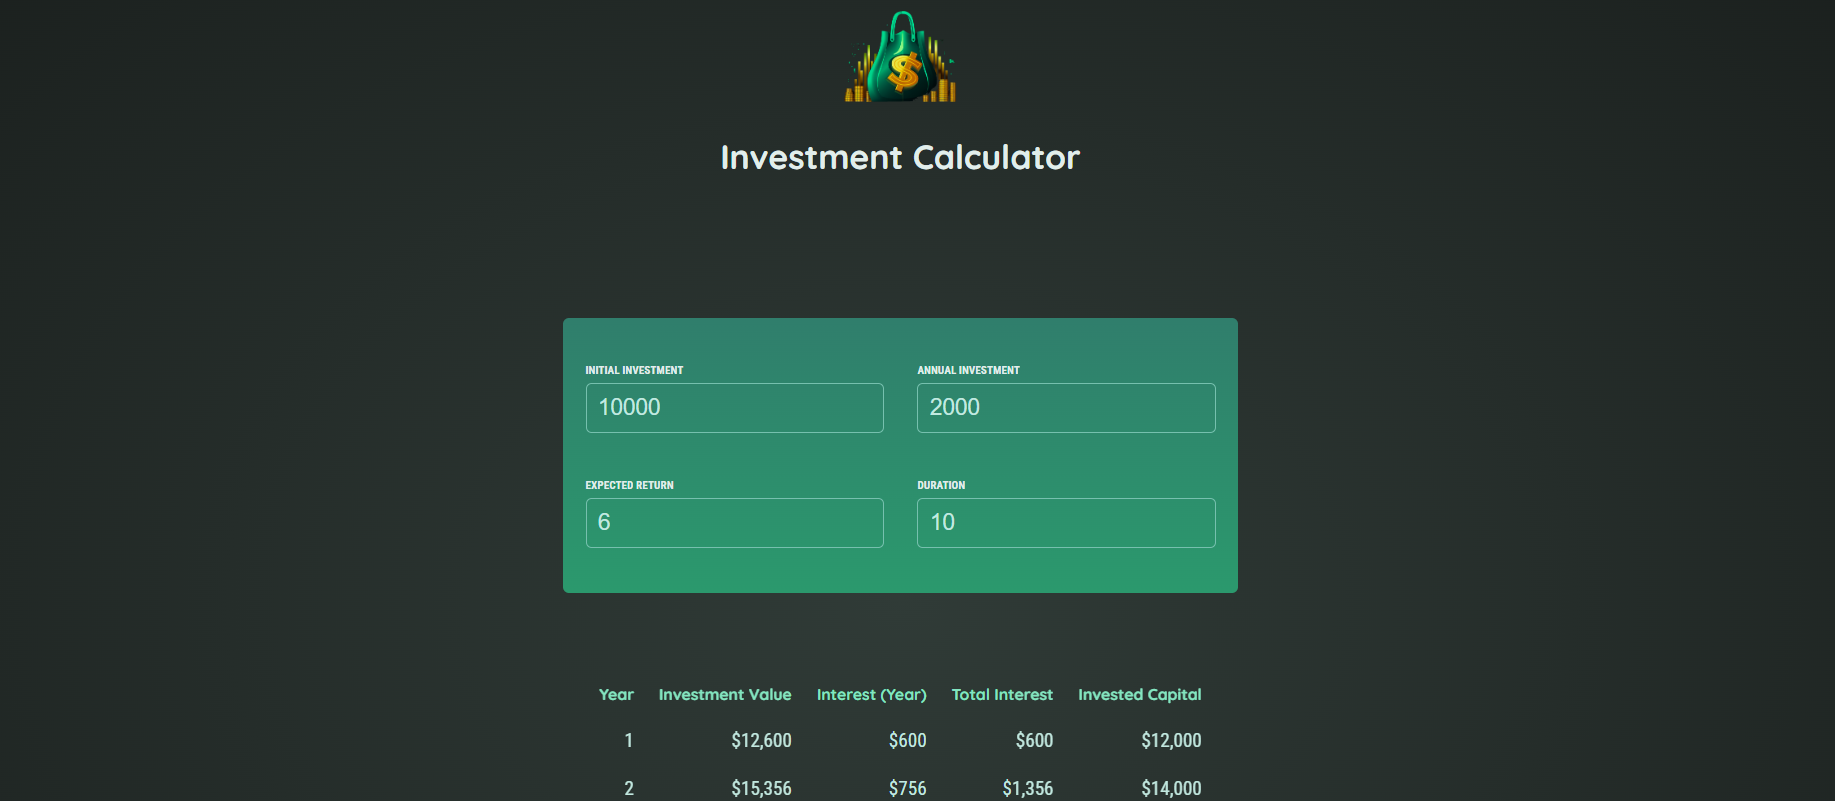 $
Investment Calculator
INITIAL INVESTMENT ANNUAL INVESTMENT
10000 2000
EXPECTED RETURN DURATION
6 10
Year Investment Value Interest (Year) Total Interest Invested Capital
1 $12,600 $600 $600 $12,000
2 $15,356 $756 $1,356 $14,000